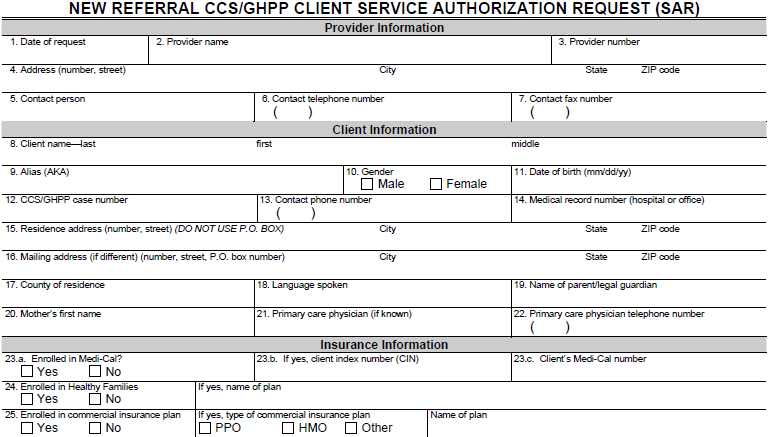 NEW REFERRAL CCS/GHPP CLIENT SERVICE AUTHORIZATION REQUEST (SAR)
Provider Information
1. Date of request 2. Provider name 3. Provider number
4. Address (number, street) City State ZIP code
5. Contact person 6. Contact telephone number 7. Contact fax number
( ) ( )
Client Information
8. Client name—last first middle
9. Alias (AKA) 10. Gender 11. Date of birth (mm/dd/yy)
Male Female
12. CCS/GHPP case number 13. Contact phone number 14. Medical record number (hospital or office)
( )
15. Residence address (number, street) (DO NOT USE P.O. BOX) City State ZIP code
16. Mailing address (if different) (number, street, P.O. box number) City State ZIP code
17. County of residence 18. Language spoken 19. Name of parent/legal guardian
20. Mother's first name 21. Primary care physician (if known) 22. Primary care physician telephone number
( )
Insurance Information
23.a. Enrolled in Medi-Cal? 23.b. If yes, client index number (CIN) 23.c. Client's Medi-Cal number
Yes No
24. Enrolled in Healthy Families If yes, name of plan
Yes No
25. Enrolled in commercial insurance plan If yes, type of commercial insurance plan Name of plan
Yes No PPO HMO Other